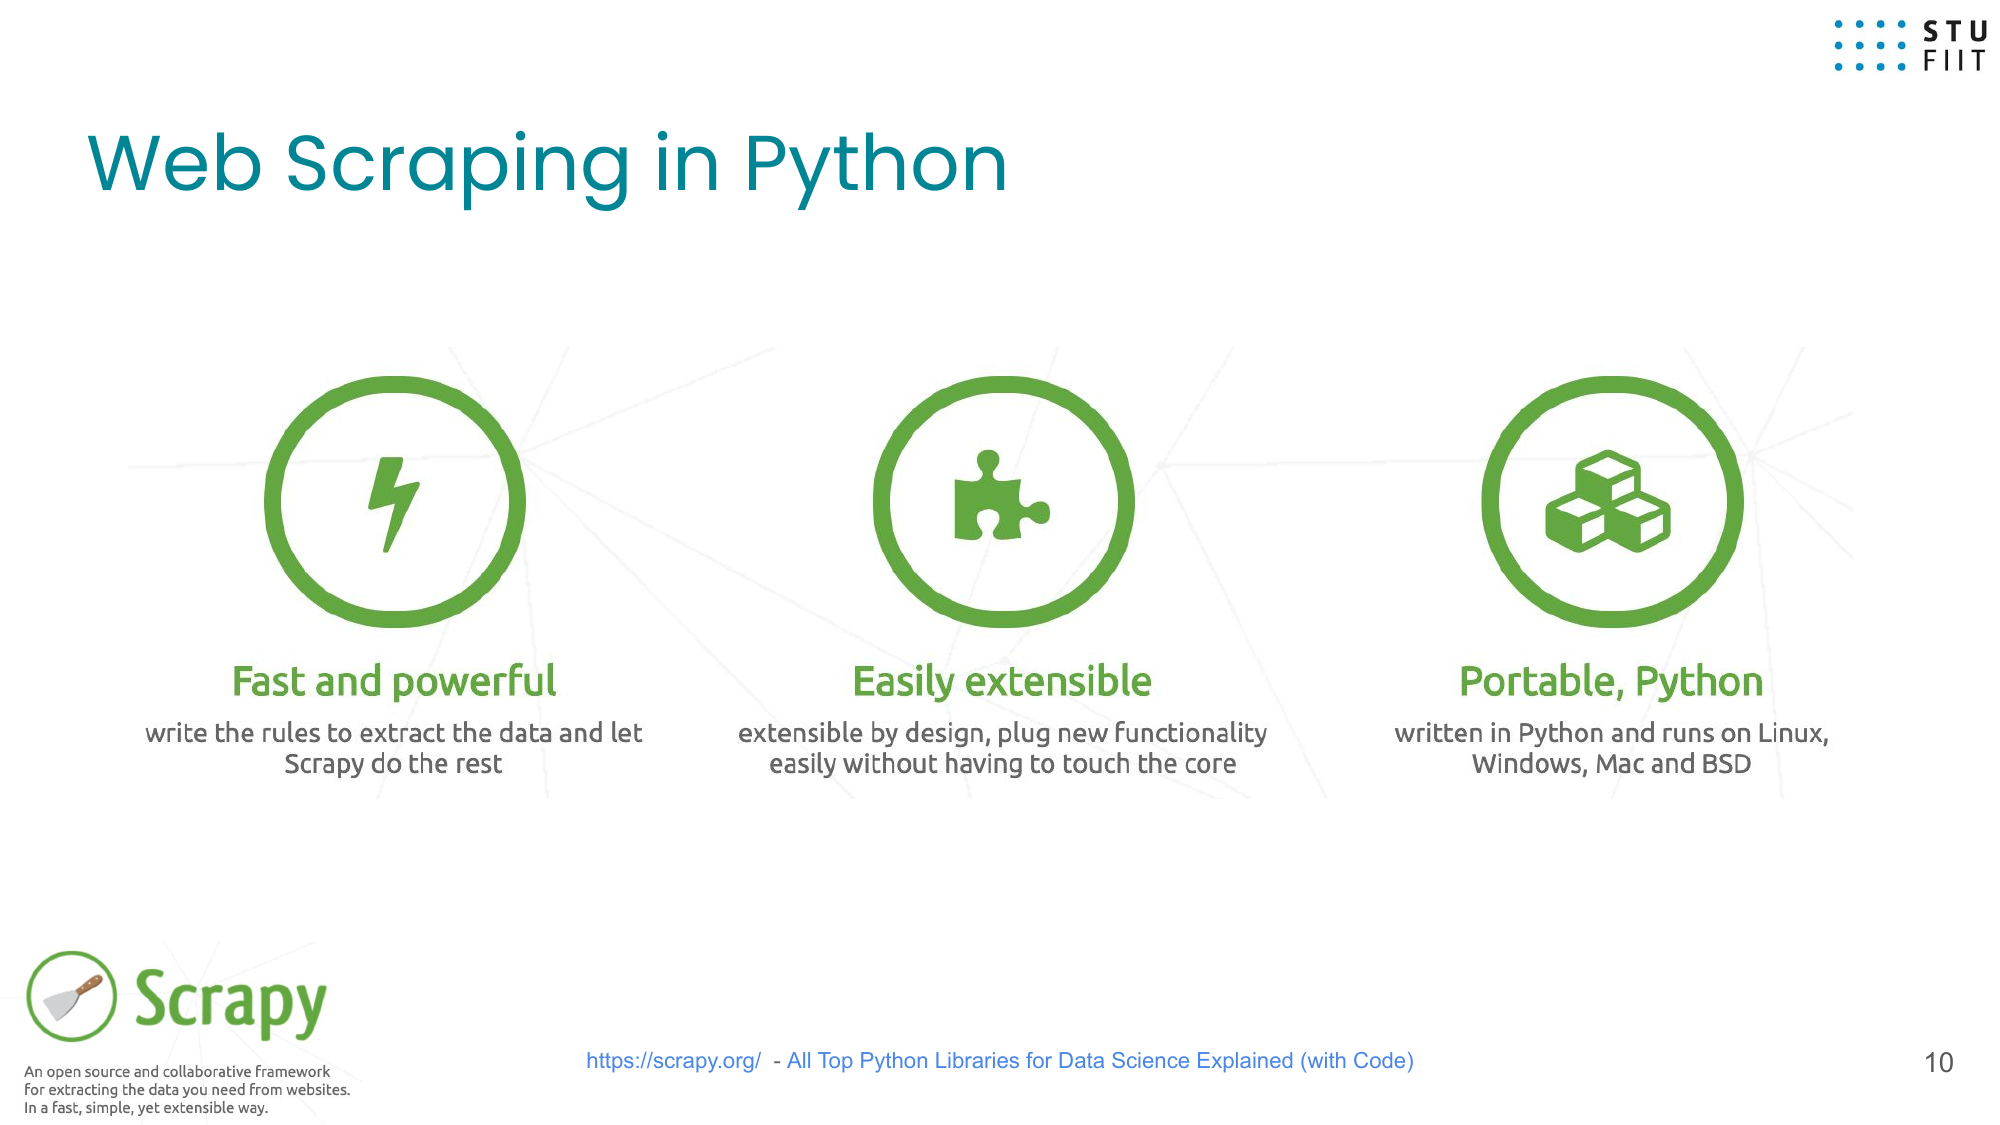 STU
FIIT
Web Scraping in Python
Fast and powerful
write the rules to extract the data and let
Scrapy do the rest
Easily extensible
extensible by design, plug new functionality
easily without having to touch the core
Portable, Python
written in Python and runs on Linux,
Windows, Mac and BSD
Scrapy
An open source and collaborative framework
for extracting the data you need from websites.
In a fast, simple, yet extensible way.
https://scrapy.org/ - All Top Python Libraries for Data Science Explained (with Code)
10